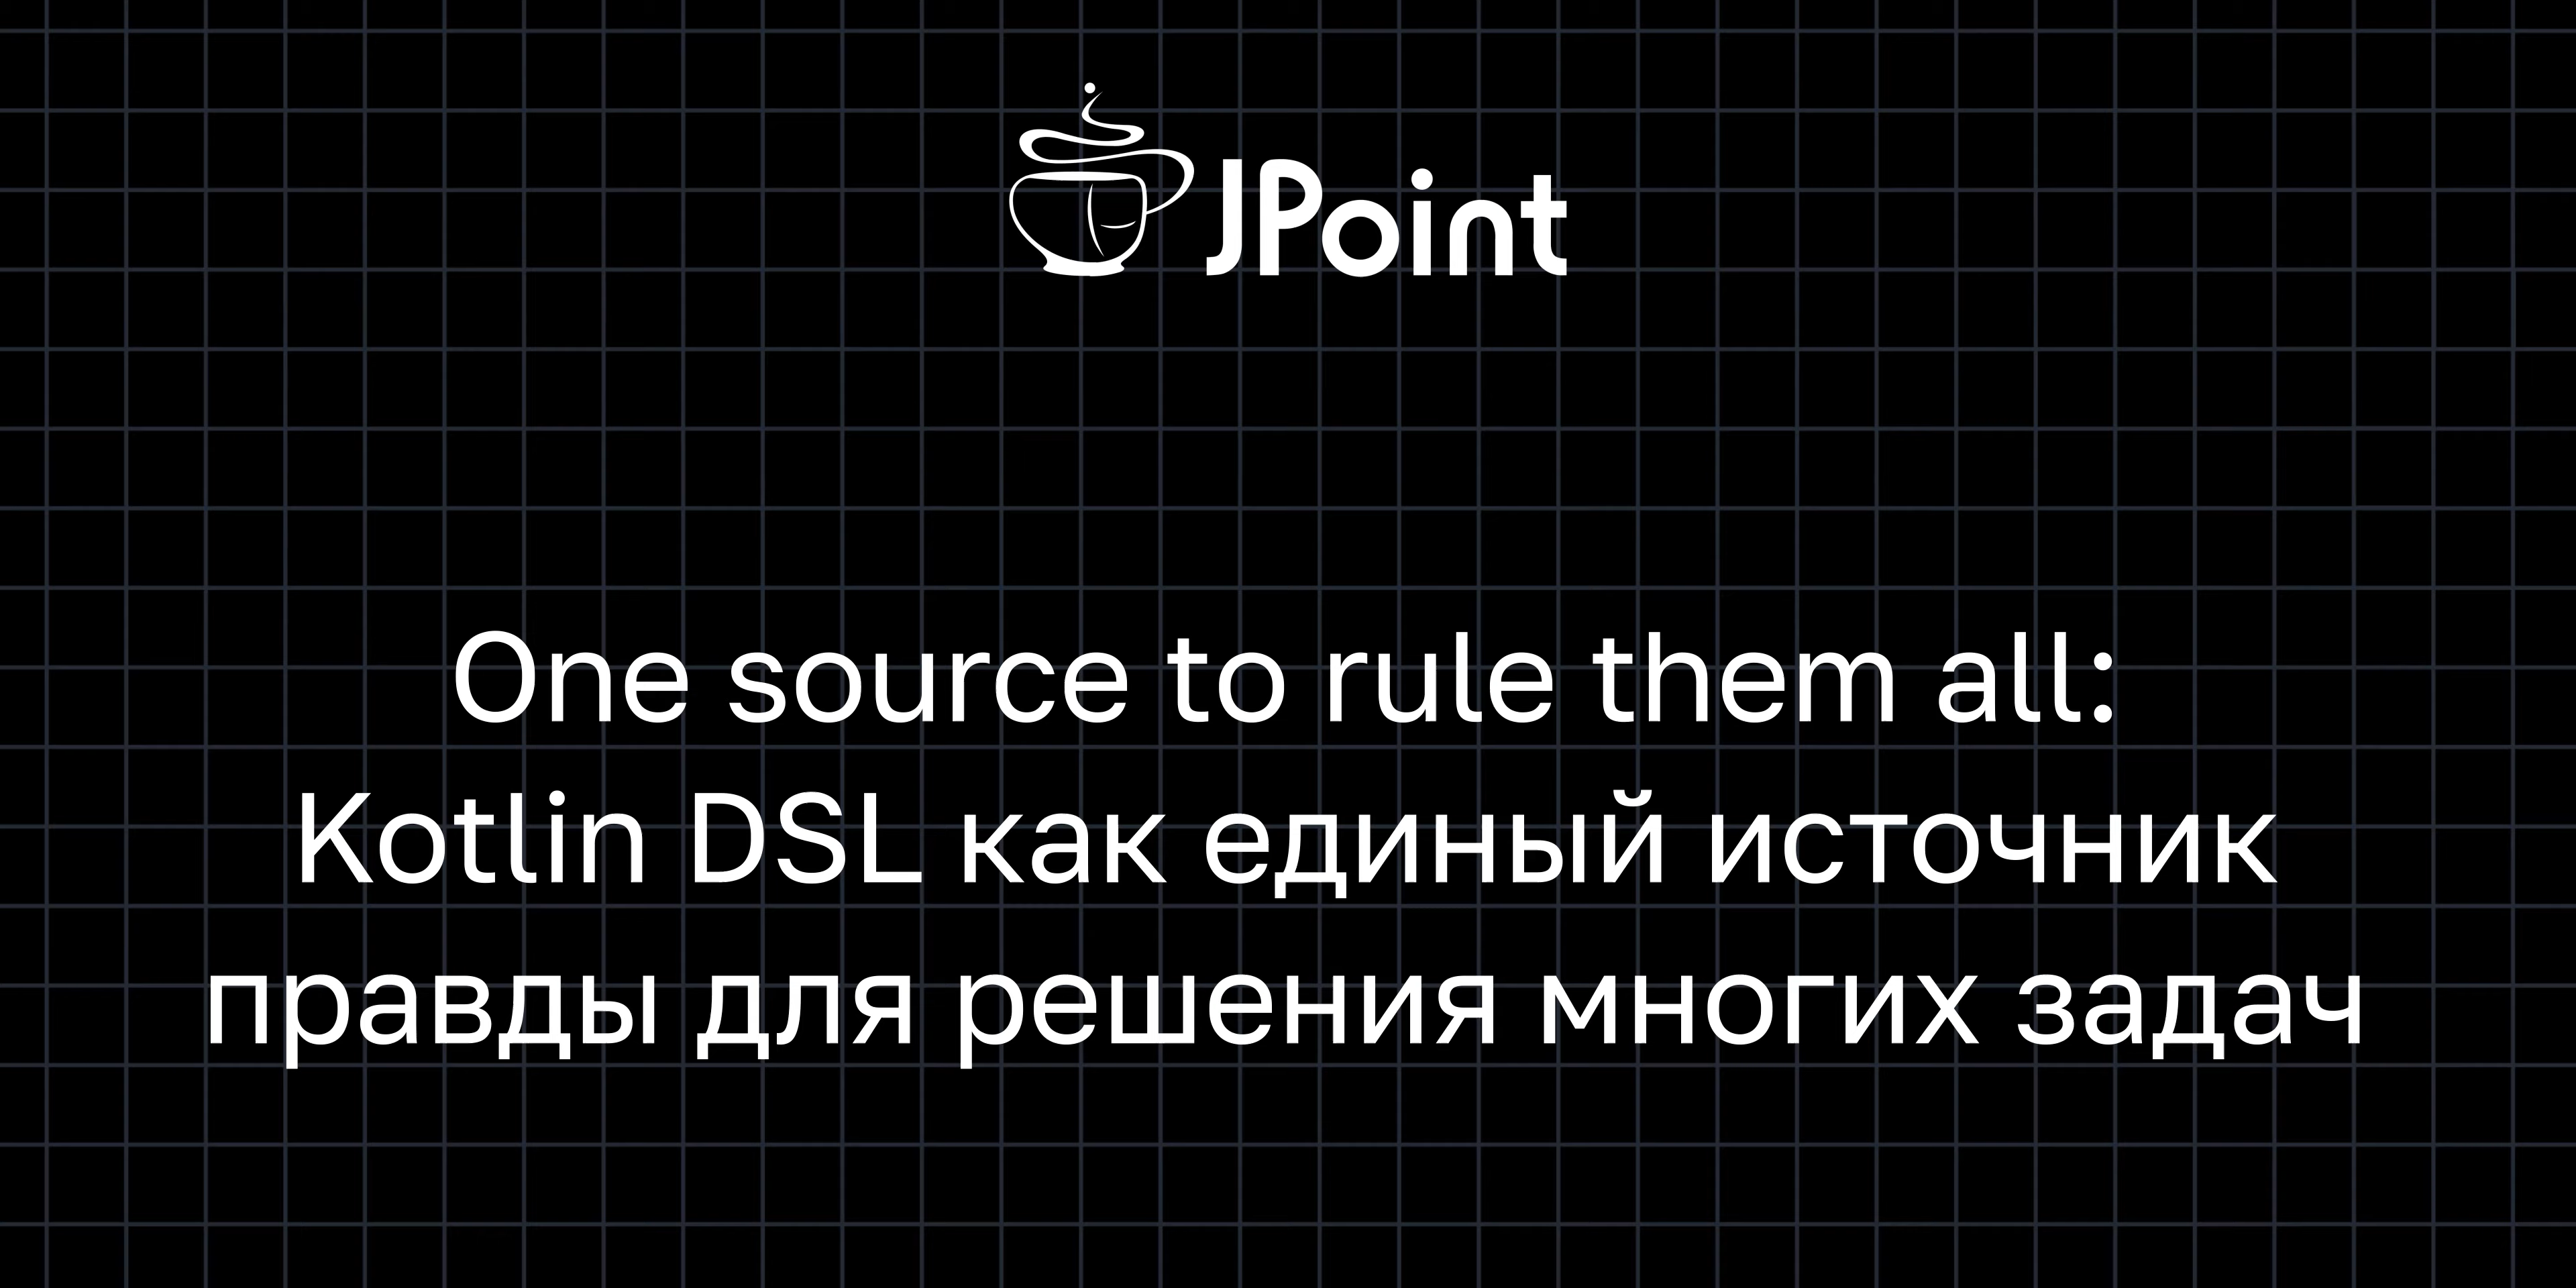 JPoint
One source to rule them all:
Kotlin DSL как единый источник
правды для решения многих задач